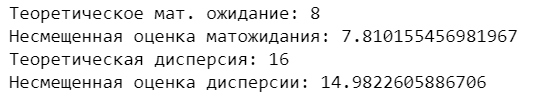 Теоретическое мат. ожидание: 8
Несмещенная оценка матожидания: 7.810155456981967
Теоретическая дисперсия: 16
Несмещенная оценка дисперсии: 14.9822605886706